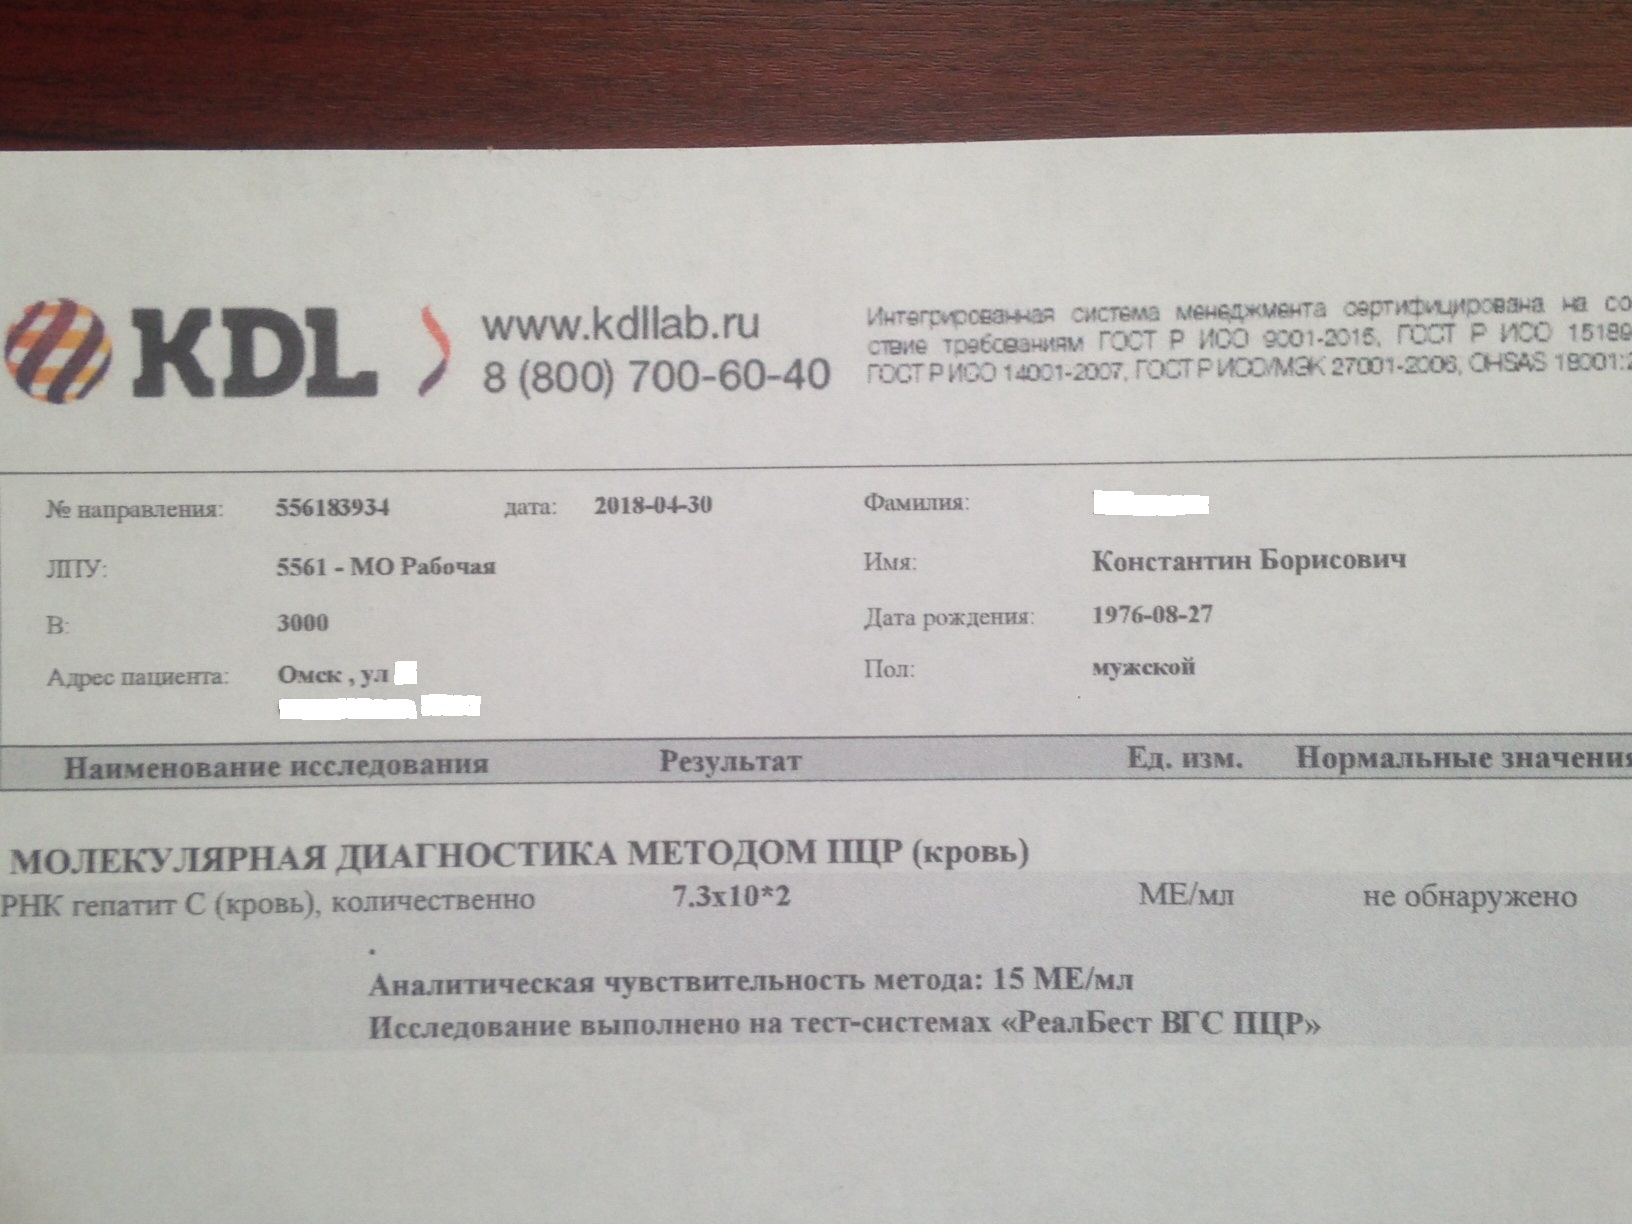 KDL
www.kdllab.ru
8 (800) 700-60-40
Интегрированная система менеджмента сертифицирована на со
ствие требованиям ГОСТ Р ИСО 9001-2015, ГОСТ Р ИСО 15189
ГОСТ Р ИСО 14001-2007, ГОСТ Р ИСО/МЭК 27001-2006, OHSAS 18001:2
№ направления: 556183934 дата: 2018-04-30 Фамилия:
ЛПУ: 5561 - МО Рабочая Имя: Константин Борисович
В: 3000 Дата рождения: 1976-08-27
Адрес пациента: Омск , ул Пол: мужской
Наименование исследования Результат Ед. изм. Нормальные значения
МОЛЕКУЛЯРНАЯ ДИАГНОСТИКА МЕТОДОМ ПЦР (кровь)
РНК гепатит С (кровь), количественно 7.3x10*2 МЕ/мл не обнаружено
.
Аналитическая чувствительность метода: 15 МЕ/мл
Исследование выполнено на тест-системах «РеалБест ВГС ПЦР»